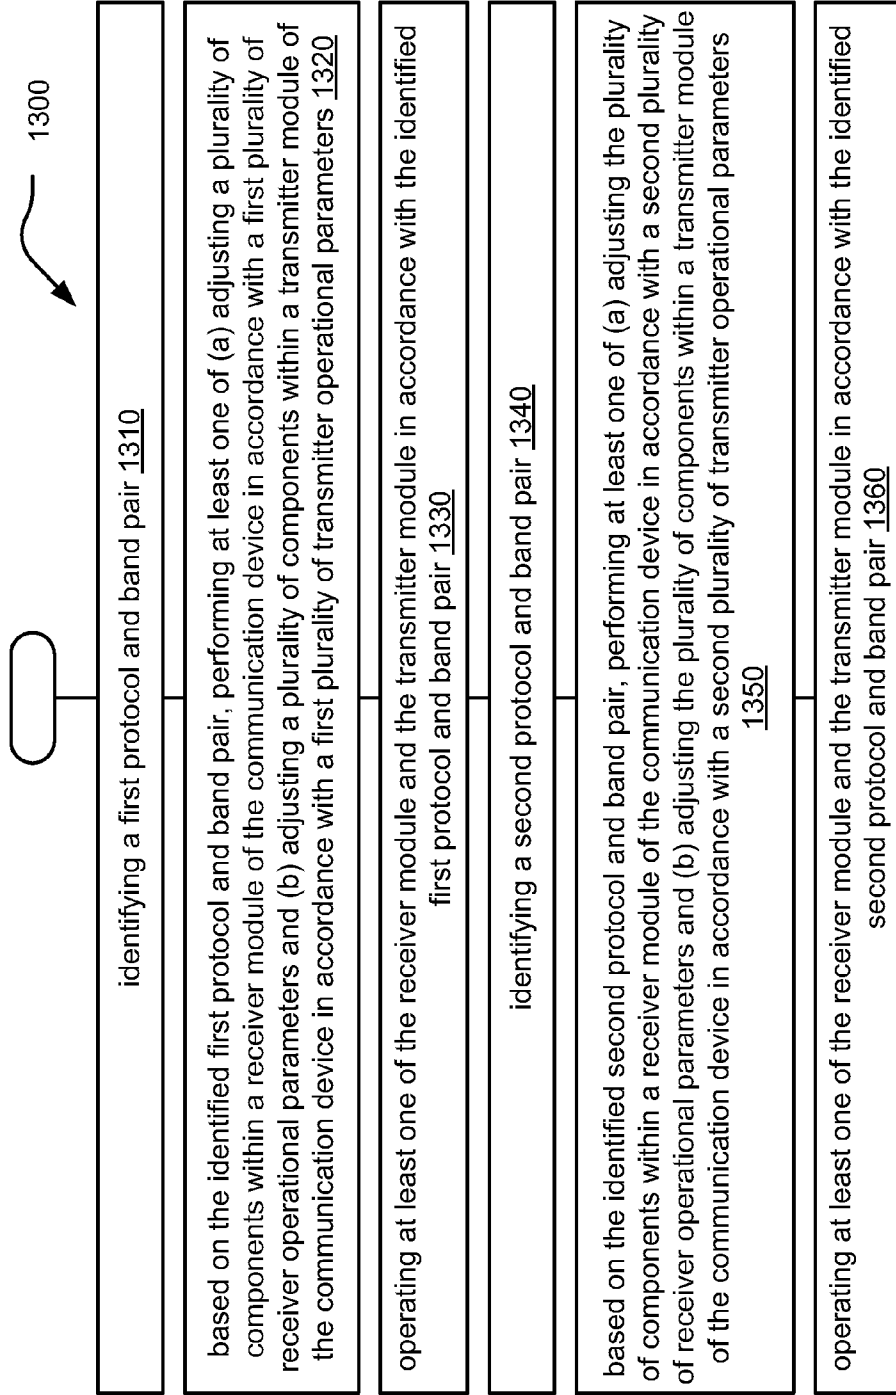 1300
identifying a first protocol and band pair 1310
based on the identified first protocol and band pair, performing at least one of (a) adjusting a plurality of
components within a receiver module of the communication device in accordance with a first plurality of
receiver operational parameters and (b) adjusting a plurality of components within a transmitter module of
the communication device in accordance with a first plurality of transmitter operational parameters 1320
operating at least one of the receiver module and the transmitter module in accordance with the identified
first protocol and band pair 1330
identifying a second protocol and band pair 1340
based on the identified second protocol and band pair, performing at least one of (a) adjusting the plurality
of components within a receiver module of the communication device in accordance with a second plurality
of receiver operational parameters and (b) adjusting the plurality of components within a transmitter module
of the communication device in accordance with a second plurality of transmitter operational parameters
1350
operating at least one of the receiver module and the transmitter module in accordance with the identified
second protocol and band pair 1360